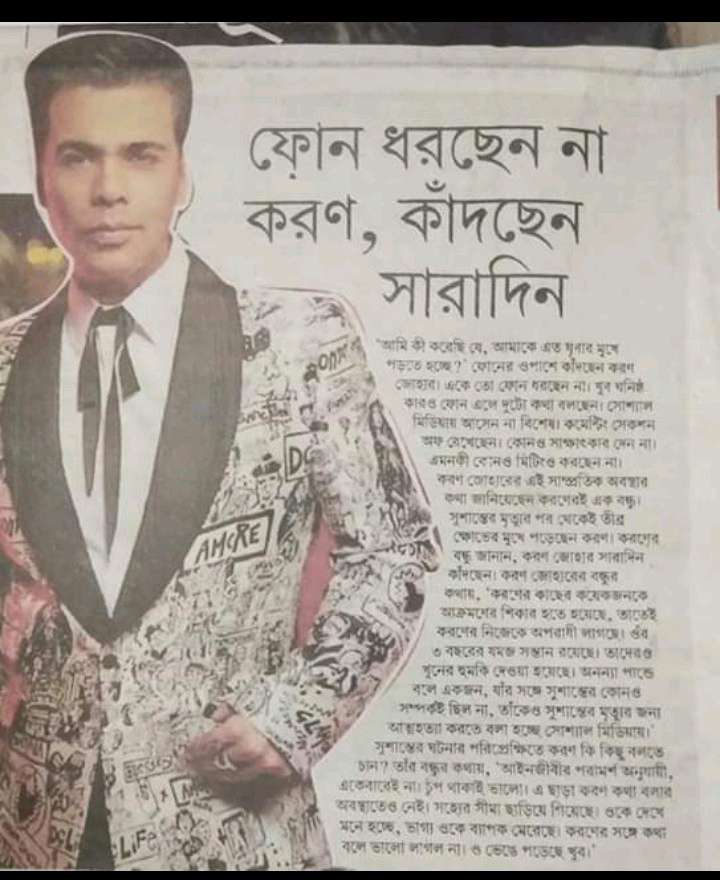 ফোন ধরছেন না
করণ, কাঁদছেন
সারাদিন
'আমি কী করেছি যে, আমাকে এত ঘৃণার মুখে
পড়তে হচ্ছে?' ফোনের ওপাশে কাঁদছেন করণ
জোহার। একে তো ফোন ধরছেন না। খুব ঘনিষ্ঠ
কারও ফোন এলে দুটো কথা বলছেন। সোশ্যাল
মিডিয়ায় আসেন না বিশেষ। কমেন্টিং সেকশন
অফ রেখেছেন। কোনও সাক্ষাৎকার দেন না।
এমনকী কোনও মিটিংও করছেন না।
করণ জোহারের এই সাম্প্রতিক অবস্থার
কথা জানিয়েছেন করণেরই এক বন্ধু।
সুশান্তের মৃত্যুর পর থেকেই তীব্র
ক্ষোভের মুখে পড়েছেন করণ। করণের
বন্ধু জানান, করণ জোহার সারাদিন
কাঁদছেন। করণ জোহারের বন্ধুর
কথায়, 'করণের কাছের কয়েকজনকে
আক্রমণের শিকার হতে হয়েছে, তাতেই
করণের নিজেকে অপরাধী লাগছে। ওঁর
৩ বছরের যমজ সন্তান রয়েছে। তাদেরও
খুনের হুমকি দেওয়া হয়েছে। অনন্যা পান্ডে
বলে একজন, যাঁর সঙ্গে সুশান্তের কোনও
সম্পর্কই ছিল না, তাঁকেও সুশান্তের মৃত্যুর জন্য
আত্মহত্যা করতে বলা হচ্ছে সোশ্যাল মিডিয়ায়।'
সুশান্তের ঘটনার পরিপ্রেক্ষিতে করণ কি কিছু বলতে
চান? তাঁর বন্ধুর কথায়, 'আইনজীবীর পরামর্শ অনুযায়ী,
একেবারেই না। চুপ থাকাই ভালো। এ ছাড়া করণ কথা বলার
অবস্থাতেও নেই। সহ্যের সীমা ছাড়িয়ে গিয়েছে। ওকে দেখে
মনে হচ্ছে, ভাগ্য ওকে ব্যাপক মেরেছে। করণের সঙ্গে কথা
বলে ভালো লাগল না। ও ভেঙে পড়েছে খুব।'
AMORE
LIFE